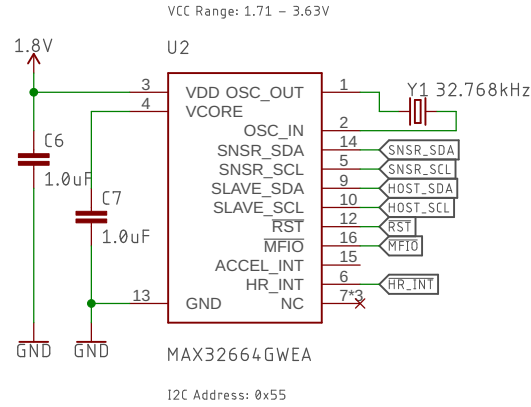 VCC Range: 1.71 – 3.63V
1.8V
U2
3
VDD
OSC_OUT
1
Y1 32.768kHz
4
VCORE
OSC_IN
2
C6
SNSR_SDA
14
SNSR_SDA
1.0uF
SNSR_SCL
5
SNSR_SCL
C7
SLAVE_SDA
9
HOST_SDA
SLAVE_SCL
10
HOST_SCL
1.0uF
RST
12
RST
MFIO
16
MFIO
ACCEL_INT
15
HR_INT
6
HR_INT
13
GND
NC
7*3
GND
GND
MAX32664GWEA
I2C Address: 0x55